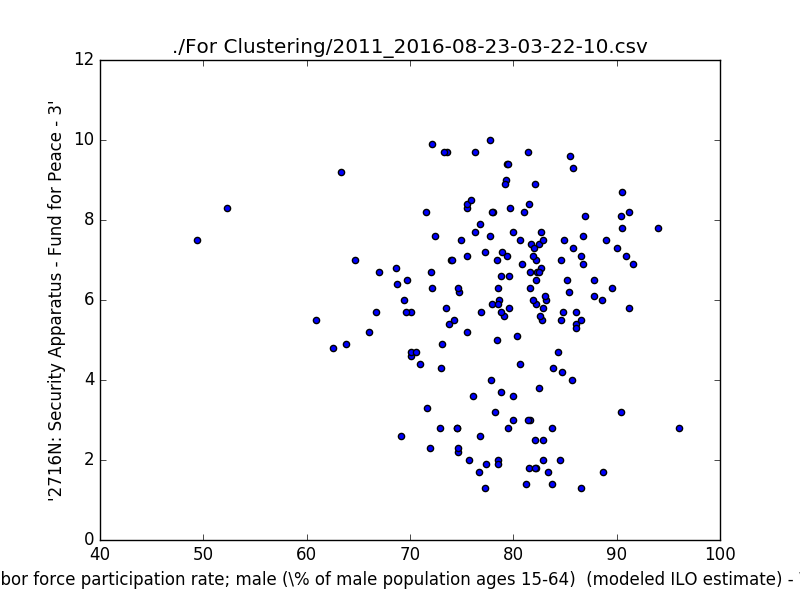 ./For Clustering/2011_2016-08-23-03-22-10.csv
'2716N: Security Apparatus - Fund for Peace - 3'
12
10
8
6
4
2
0
40 50 60 70 80 90 100
bor force participation rate; male (\% of male population ages 15-64)  (modeled ILO estimate) -